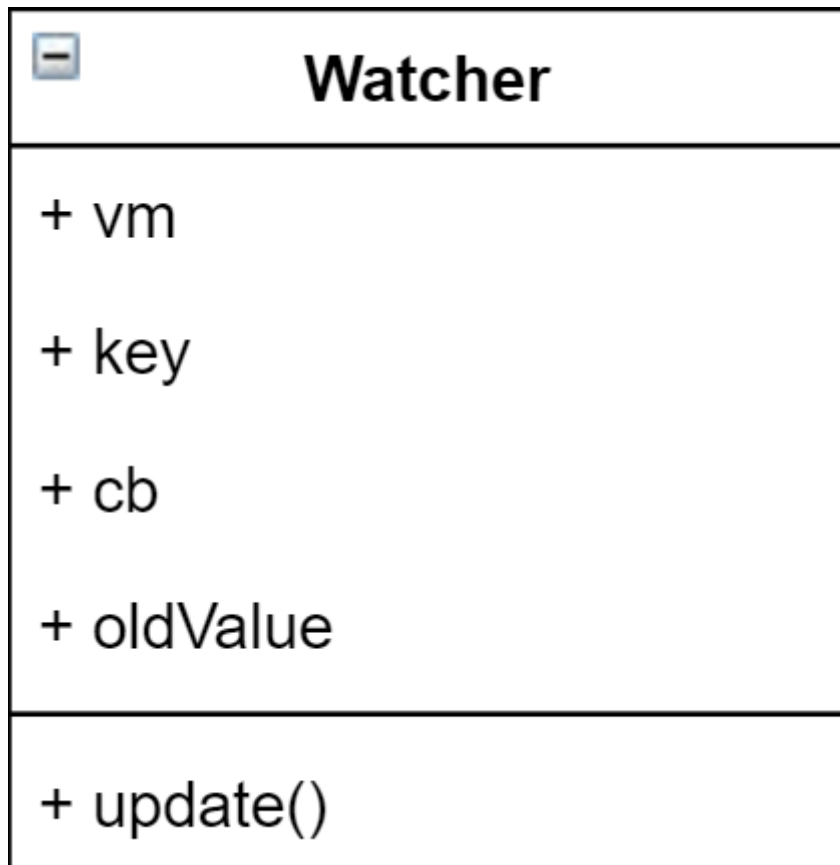 Watcher
+ vm
+ key
+ cb
+ oldValue
+ update()